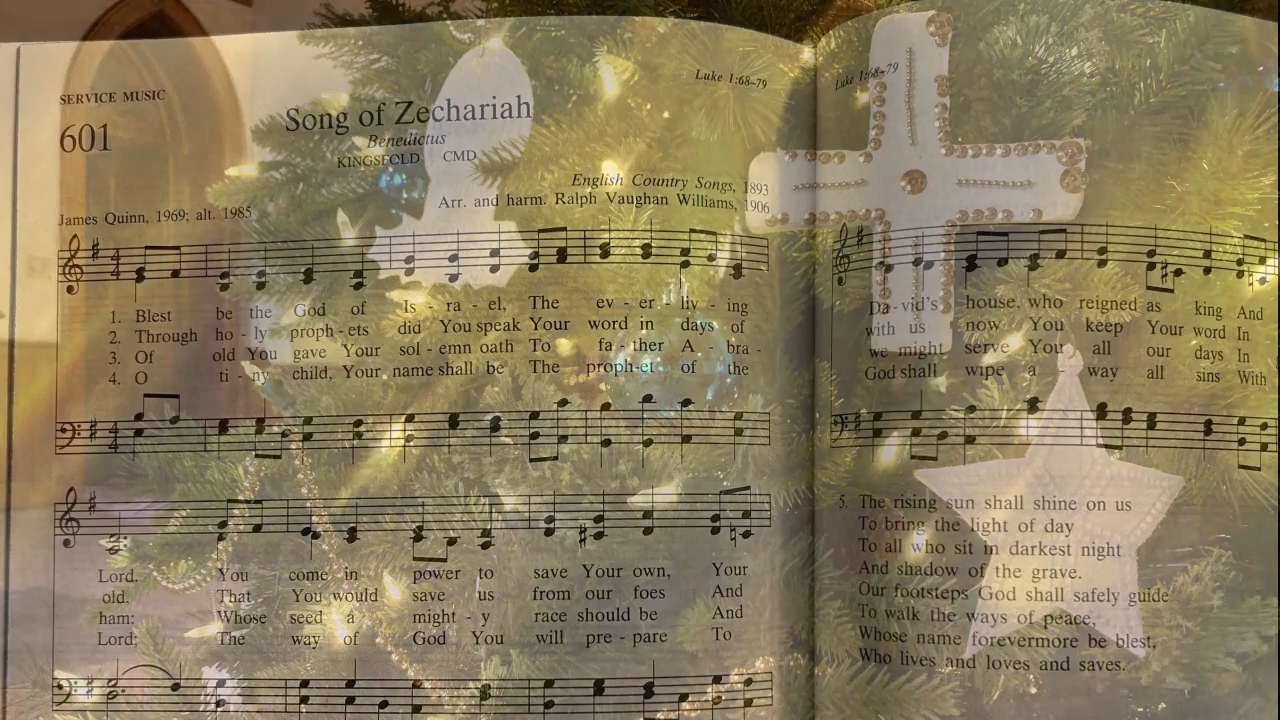 SERVICE MUSIC
Luke 1:68–79
601
Song of Zechariah
Benedictus
KINGSFOLD CMD
English Country Songs, 1893
James Quinn, 1969; alt. 1985
Arr. and harm. Ralph Vaughan Williams, 1906
1. Blest be the God of Is - ra - el, The ev - er - liv - ing
2. Through ho - ly proph - ets did You speak Your word in days of
3. Of old You gave Your sol - emn oath To fa - ther A - bra -
4. O ti - ny child, Your name shall be The proph-et of the
Lord. You come in power to save Your own, Your
old. That You would save us from our foes And
ham: Whose seed a might - y race should be And
Lord; The way of God You will pre - pare To
Luke 1:68–79
Da - vid's house, who reigned as king And
with us now You keep Your word In
we might serve You all our days In
God shall wipe a - way all sins With
5. The rising sun shall shine on us
To bring the light of day
To all who sit in darkest night
And shadow of the grave.
Our footsteps God shall safely guide
To walk the ways of peace,
Whose name forevermore be blest,
Who lives and loves and saves.